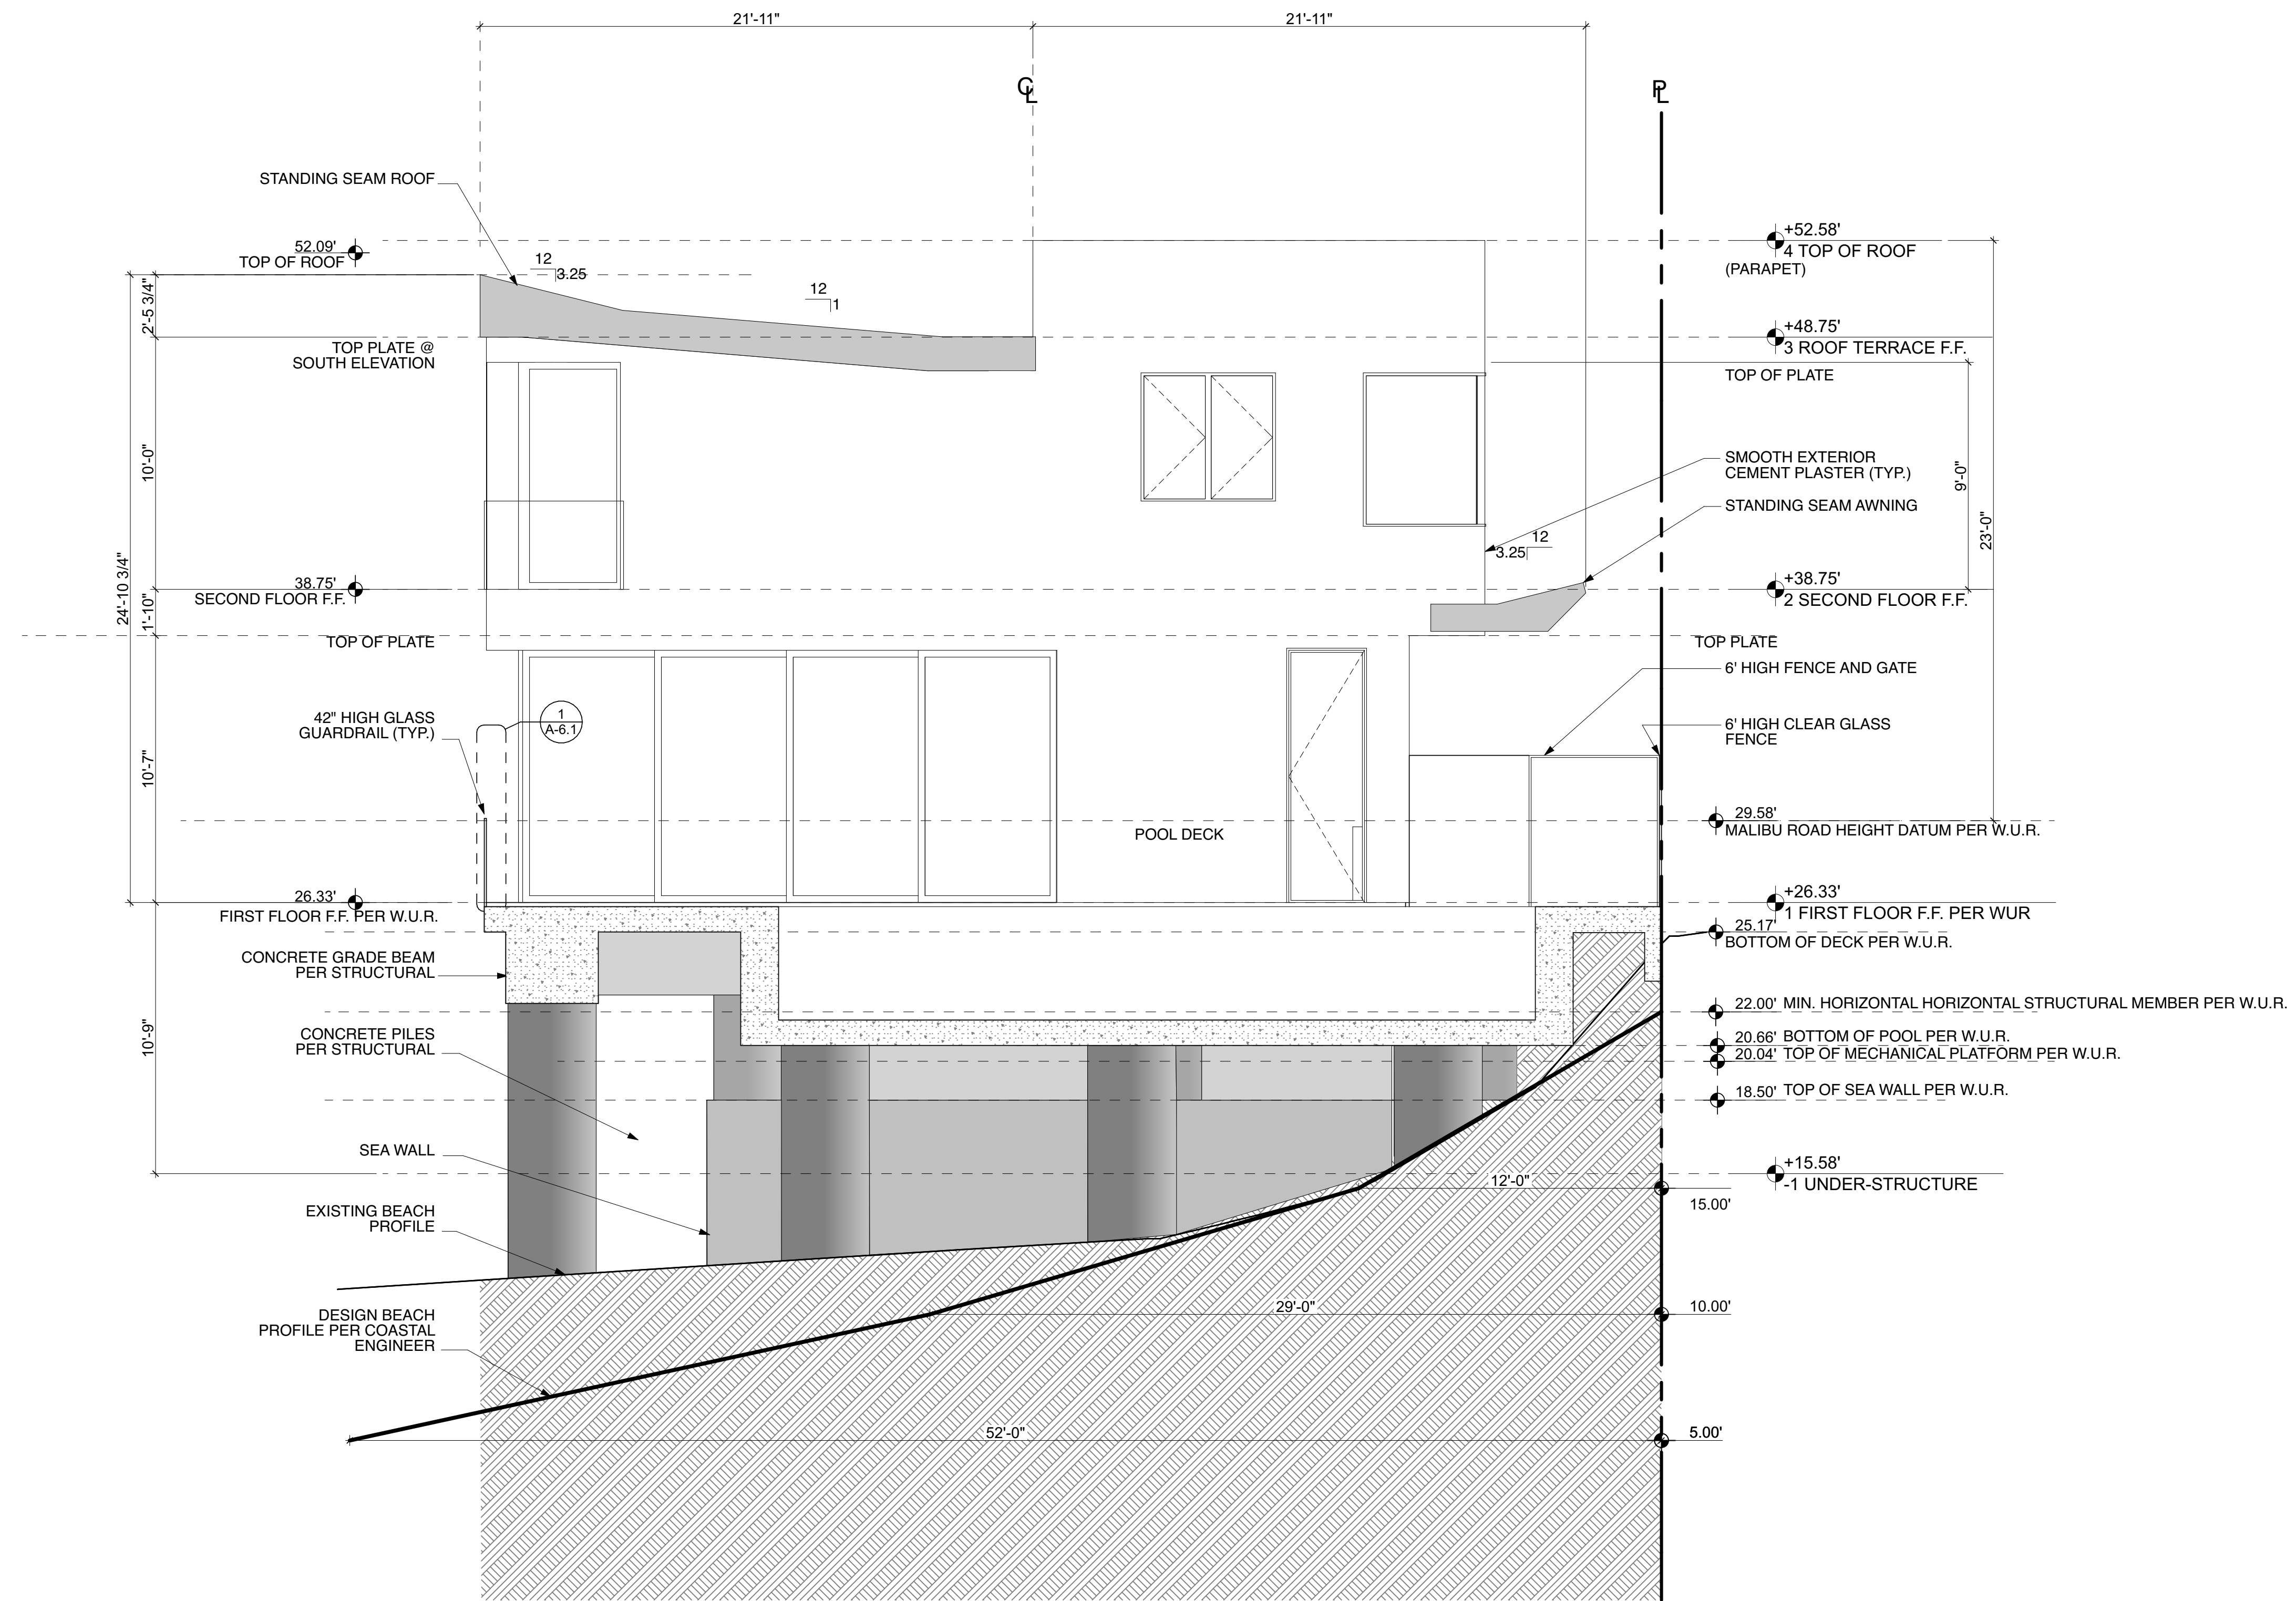 21'-11"
21'-11"
CL
PL
STANDING SEAM ROOF
52.09'
TOP OF ROOF
12
3.25
12
1
+52.58'
4 TOP OF ROOF
(PARAPET)
2'-5 3/4"
TOP PLATE @
SOUTH ELEVATION
+48.75'
3 ROOF TERRACE F.F.
TOP OF PLATE
10'-0"
SMOOTH EXTERIOR
CEMENT PLASTER (TYP.)
9'-0"
STANDING SEAM AWNING
23'-0"
12
3.25
24'-10 3/4"
38.75'
SECOND FLOOR F.F.
+38.75'
2 SECOND FLOOR F.F.
1'-10"
TOP OF PLATE
TOP PLATE
6' HIGH FENCE AND GATE
42" HIGH GLASS
GUARDRAIL (TYP.)
1
A-6.1
6' HIGH CLEAR GLASS
FENCE
10'-7"
POOL DECK
29.58'
MALIBU ROAD HEIGHT DATUM PER W.U.R.
26.33'
FIRST FLOOR F.F. PER W.U.R.
+26.33'
1 FIRST FLOOR F.F. PER WUR
25.17'
BOTTOM OF DECK PER W.U.R.
CONCRETE GRADE BEAM
PER STRUCTURAL
22.00' MIN. HORIZONTAL HORIZONTAL STRUCTURAL MEMBER PER W.U.R.
10'-9"
CONCRETE PILES
PER STRUCTURAL
20.66' BOTTOM OF POOL PER W.U.R.
20.04' TOP OF MECHANICAL PLATFORM PER W.U.R.
18.50' TOP OF SEA WALL PER W.U.R.
SEA WALL
+15.58'
-1 UNDER-STRUCTURE
12'-0"
15.00'
EXISTING BEACH
PROFILE
29'-0"
10.00'
DESIGN BEACH
PROFILE PER COASTAL
ENGINEER
52'-0"
5.00'